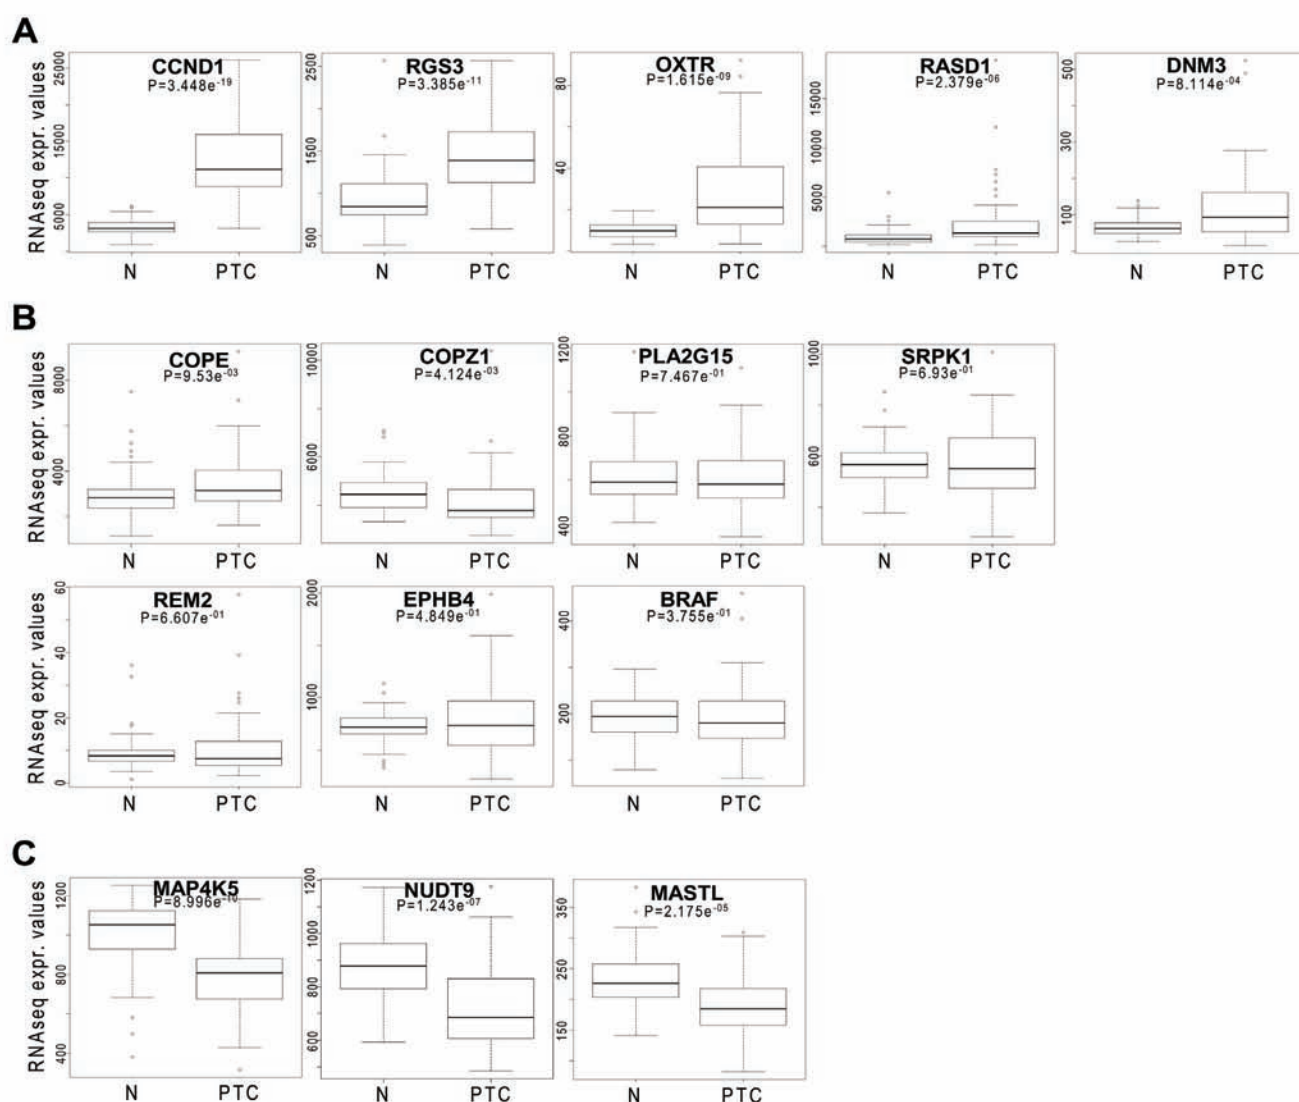 A
CCND1
P=3.448e-19
RNAseq expr. values
5000
15000
25000
N PTC
RGS3
P=3.385e-11
500
1500
2500
N PTC
OXTR
P=1.615e-09
40
80
N PTC
RASD1
P=2.379e-06
5000
10000
15000
N PTC
DNM3
P=8.114e-04
100
300
500
N PTC
B
COPE
P=9.53e-03
RNAseq expr. values
4000
8000
N PTC
COPZ1
P=4.124e-03
6000
10000
N PTC
PLA2G15
P=7.467e-01
400
800
1200
N PTC
SRPK1
P=6.93e-01
600
1000
N PTC
REM2
P=6.607e-01
RNAseq expr. values
0
20
40
60
N PTC
EPHB4
P=4.849e-01
1000
2000
N PTC
BRAF
P=3.755e-01
200
400
N PTC
C
MAP4K5
P=8.996e-10
RNAseq expr. values
400
800
1200
N PTC
NUDT9
P=1.243e-07
600
800
1000
1200
N PTC
MASTL
P=2.175e-05
150
250
350
N PTC